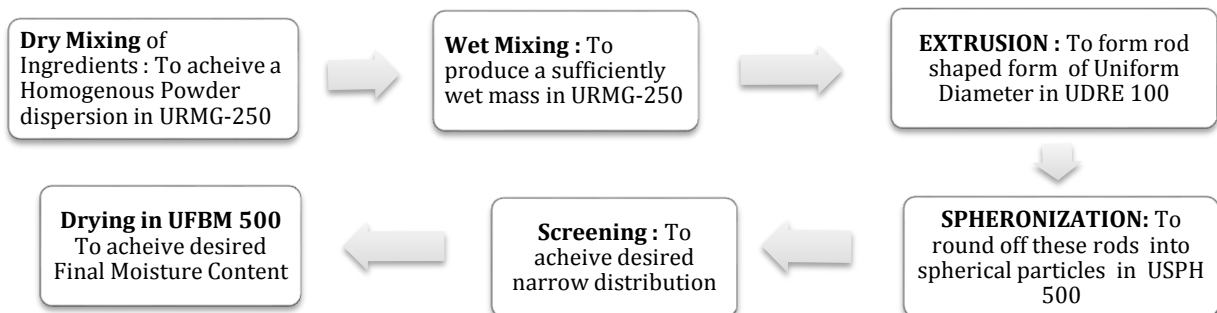 Dry Mixing of
Ingredients : To acheive a
Homogenous Powder
dispersion in URMG-250
Wet Mixing : To
produce a sufficiently
wet mass in URMG-250
EXTRUSION : To form rod
shaped form of Uniform
Diameter in UDRE 100
SPHERONIZATION: To
round off these rods into
spherical particles in USPH
500
Screening : To
acheive desired
narrow distribution
Drying in UFBM 500
To acheive desired
Final Moisture Content